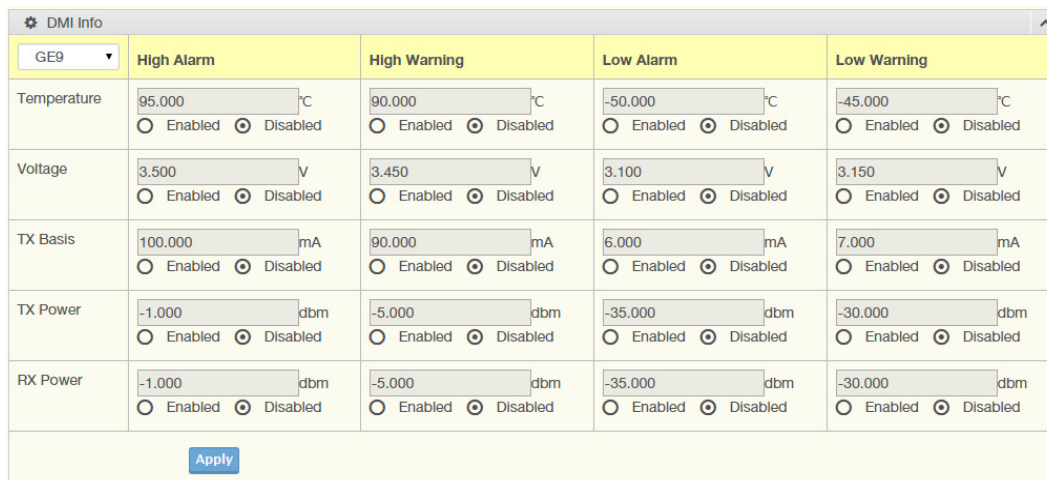 DMI Info
GE9 High Alarm High Warning Low Alarm Low Warning
Temperature 95.000 ℃ 90.000 ℃ -50.000 ℃ -45.000 ℃
Enabled Disabled Enabled Disabled Enabled Disabled Enabled Disabled
Voltage 3.500 V 3.450 V 3.100 V 3.150 V
Enabled Disabled Enabled Disabled Enabled Disabled Enabled Disabled
TX Basis 100.000 mA 90.000 mA 6.000 mA 7.000 mA
Enabled Disabled Enabled Disabled Enabled Disabled Enabled Disabled
TX Power -1.000 dbm -5.000 dbm -35.000 dbm -30.000 dbm
Enabled Disabled Enabled Disabled Enabled Disabled Enabled Disabled
RX Power -1.000 dbm -5.000 dbm -35.000 dbm -30.000 dbm
Enabled Disabled Enabled Disabled Enabled Disabled Enabled Disabled
Apply